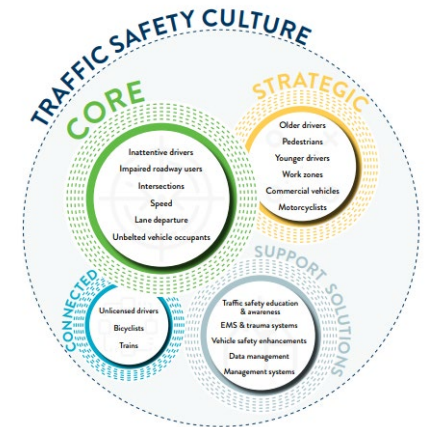 TRAFFIC SAFETY CULTURE
CORE
Inattentive drivers
Impaired roadway users
Intersections
Speed
Lane departure
Unbelted vehicle occupants
STRATEGIC
Older drivers
Pedestrians
Younger drivers
Work zones
Commercial vehicles
Motorcyclists
CONNECTED
Unlicensed drivers
Bicyclists
Trains
SUPPORT SOLUTIONS
Traffic safety education
& awareness
EMS & trauma systems
Vehicle safety enhancements
Data management
Management systems